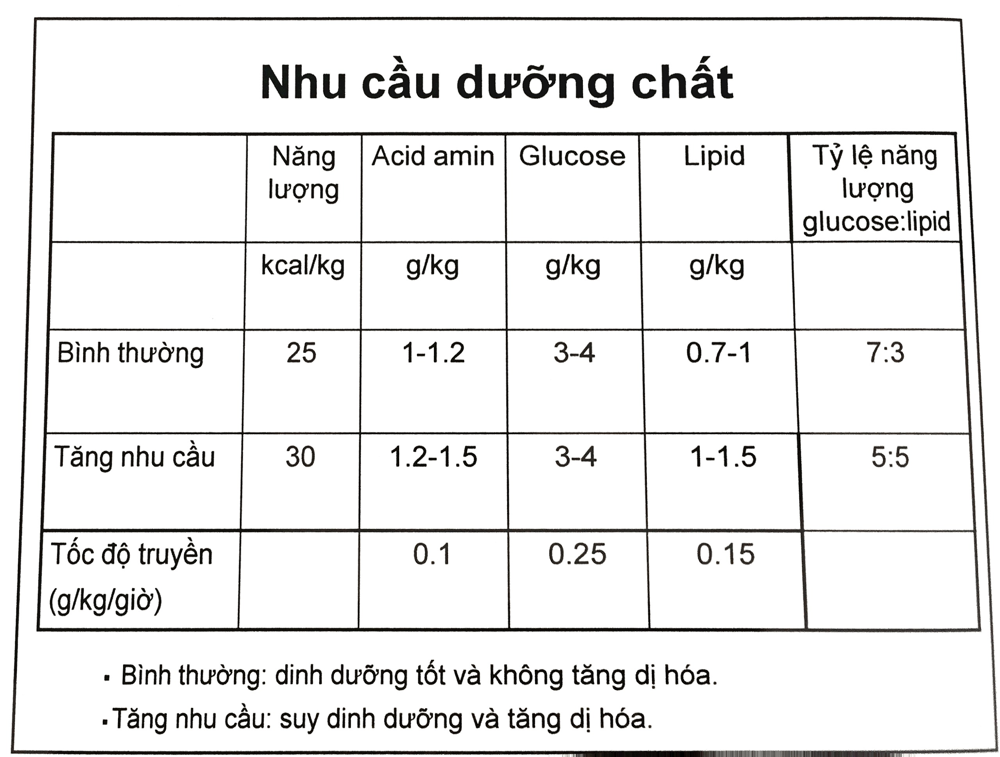 Nhu cầu dưỡng chất
Năng lượng Acid amin Glucose Lipid Tỷ lệ năng lượng glucose:lipid
kcal/kg g/kg g/kg g/kg
Bình thường 25 1-1.2 3-4 0.7-1 7:3
Tăng nhu cầu 30 1.2-1.5 3-4 1-1.5 5:5
Tốc độ truyền (g/kg/giờ) 0.1 0.25 0.15
▪ Bình thường: dinh dưỡng tốt và không tăng dị hóa.
▪ Tăng nhu cầu: suy dinh dưỡng và tăng dị hóa.